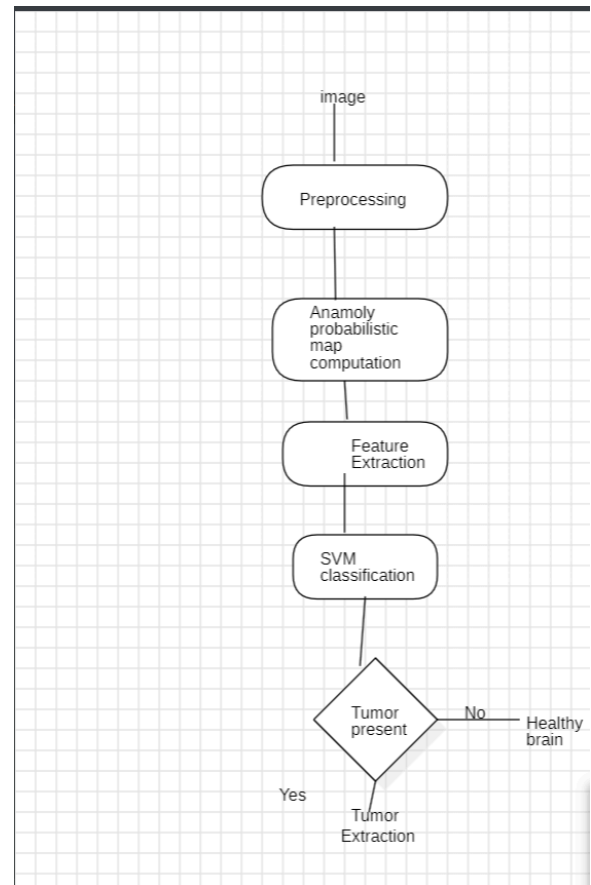 image
Preprocessing
Anamoly
probabilistic
map
computation
Feature
Extraction
SVM
classification
Tumor
present
No
Healthy
brain
Yes
Tumor
Extraction